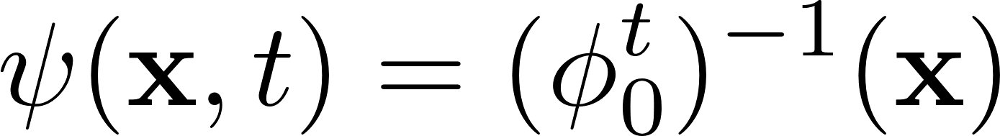 ψ(𝐱, t) = (ϕ₀ᵗ)⁻¹(𝐱)